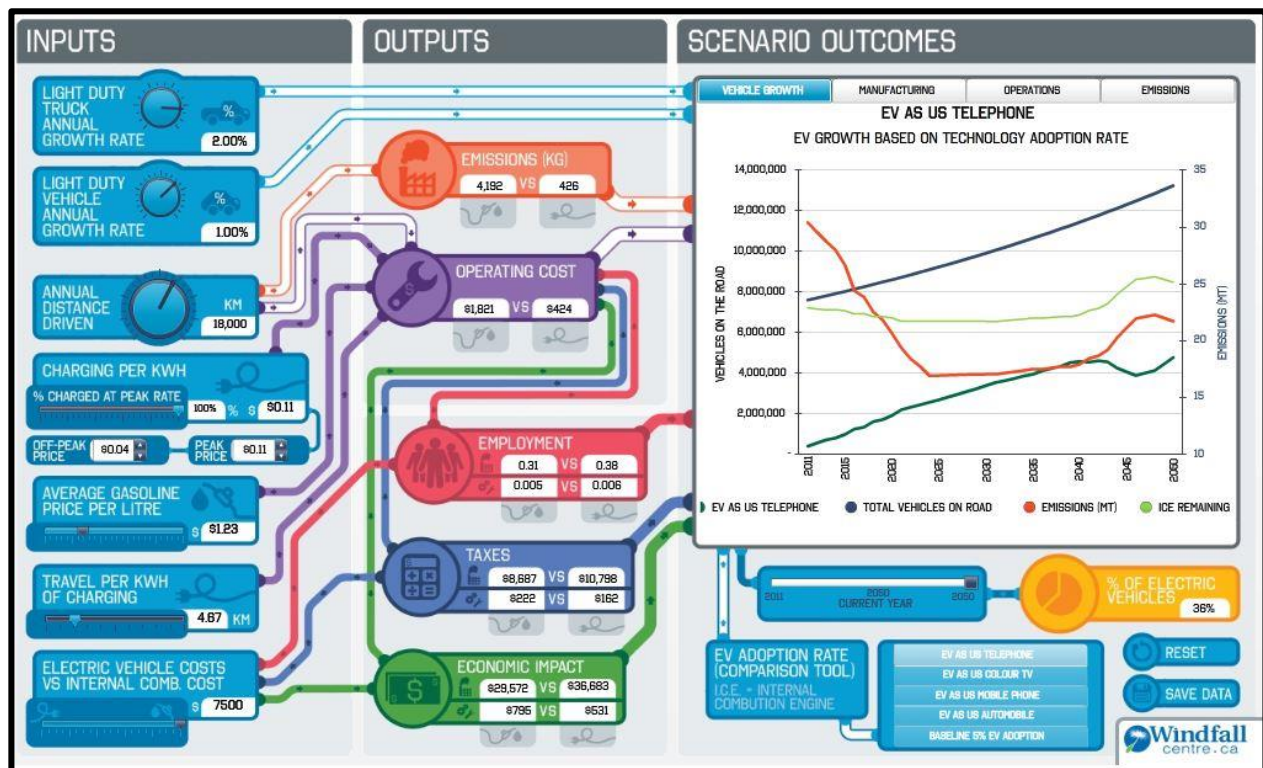 INPUTS
LIGHT DUTY
TRUCK
ANNUAL
GROWTH RATE
%
2.00%
LIGHT DUTY
VEHICLE
ANNUAL
GROWTH RATE
%
1.00%
ANNUAL
DISTANCE
DRIVEN
KM
18,000
CHARGING PER KWH
% CHARGED AT PEAK RATE
100% % $ $0.11
OFF-PEAK
PRICE
$0.04
PEAK
PRICE
$0.11
AVERAGE GASOLINE
PRICE PER LITRE
$ $1.23
TRAVEL PER KWH
OF CHARGING
4.67 KM
ELECTRIC VEHICLE COSTS
VS INTERNAL COMB. COST
$ 7500
OUTPUTS
EMISSIONS (KG)
4,192 VS 426
OPERATING COST
$
$1,821 VS $424
EMPLOYMENT
0.31 VS 0.38
0.005 VS 0.006
TAXES
$8,687 VS $10,798
$222 VS $162
ECONOMIC IMPACT
$
$29,572 VS $36,683
$795 VS $531
SCENARIO OUTCOMES
VEHICLE GROWTH
MANUFACTURING
OPERATIONS
EMISSIONS
EV AS US TELEPHONE
EV GROWTH BASED ON TECHNOLOGY ADOPTION RATE
VEHICLES ON THE ROAD
14,000,000
12,000,000
10,000,000
8,000,000
6,000,000
4,000,000
2,000,000
-
35
30
25
20
15
10
EMISSIONS (MT)
2011
2015
2020
2025
2030
2035
2040
2045
2050
EV AS US TELEPHONE
TOTAL VEHICLES ON ROAD
EMISSIONS (MT)
ICE REMAINING
2011
2050
2050
CURRENT YEAR
% OF ELECTRIC
VEHICLES
36%
EV ADOPTION RATE
(COMPARISON TOOL)
I.C.E. = INTERNAL
COMBUTION ENGINE
EV AS US TELEPHONE
EV AS US COLOUR TV
EV AS US MOBILE PHONE
EV AS US AUTOMOBILE
BASELINE 5% EV ADOPTION
RESET
SAVE DATA
Windfall
centre.ca